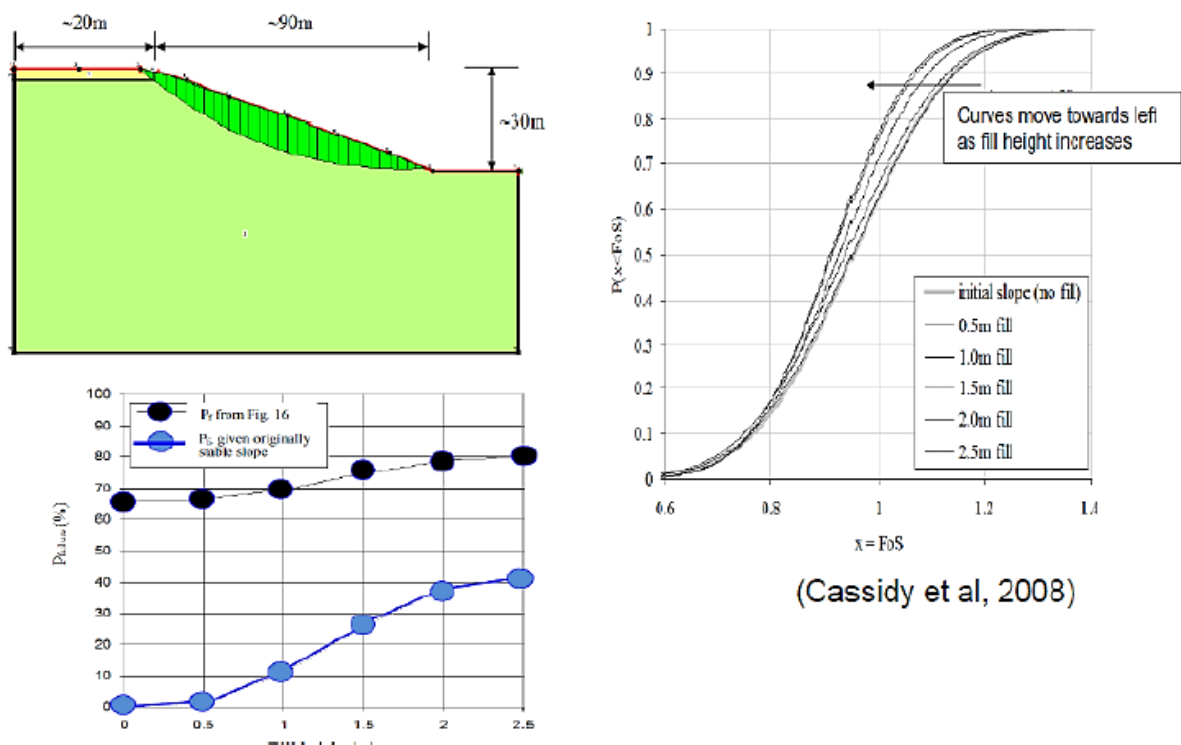 ~20m
~90m
~30m
1
1
100
90
80
70
60
50
40
30
20
10
0
0
0.5
1
1.5
2
2.5
Pf from Fig. 16
given originally
stable slope
1
0.9
0.8
0.7
0.6
0.5
0.4
0.3
0.2
0.1
0
0.6
0.8
1
1.2
1.4
P(x<FoS)
x = FoS
Curves move towards left
as fill height increases
initial slope (no fill)
0.5m fill
1.0m fill
1.5m fill
2.0m fill
2.5m fill
(Cassidy et al, 2008)